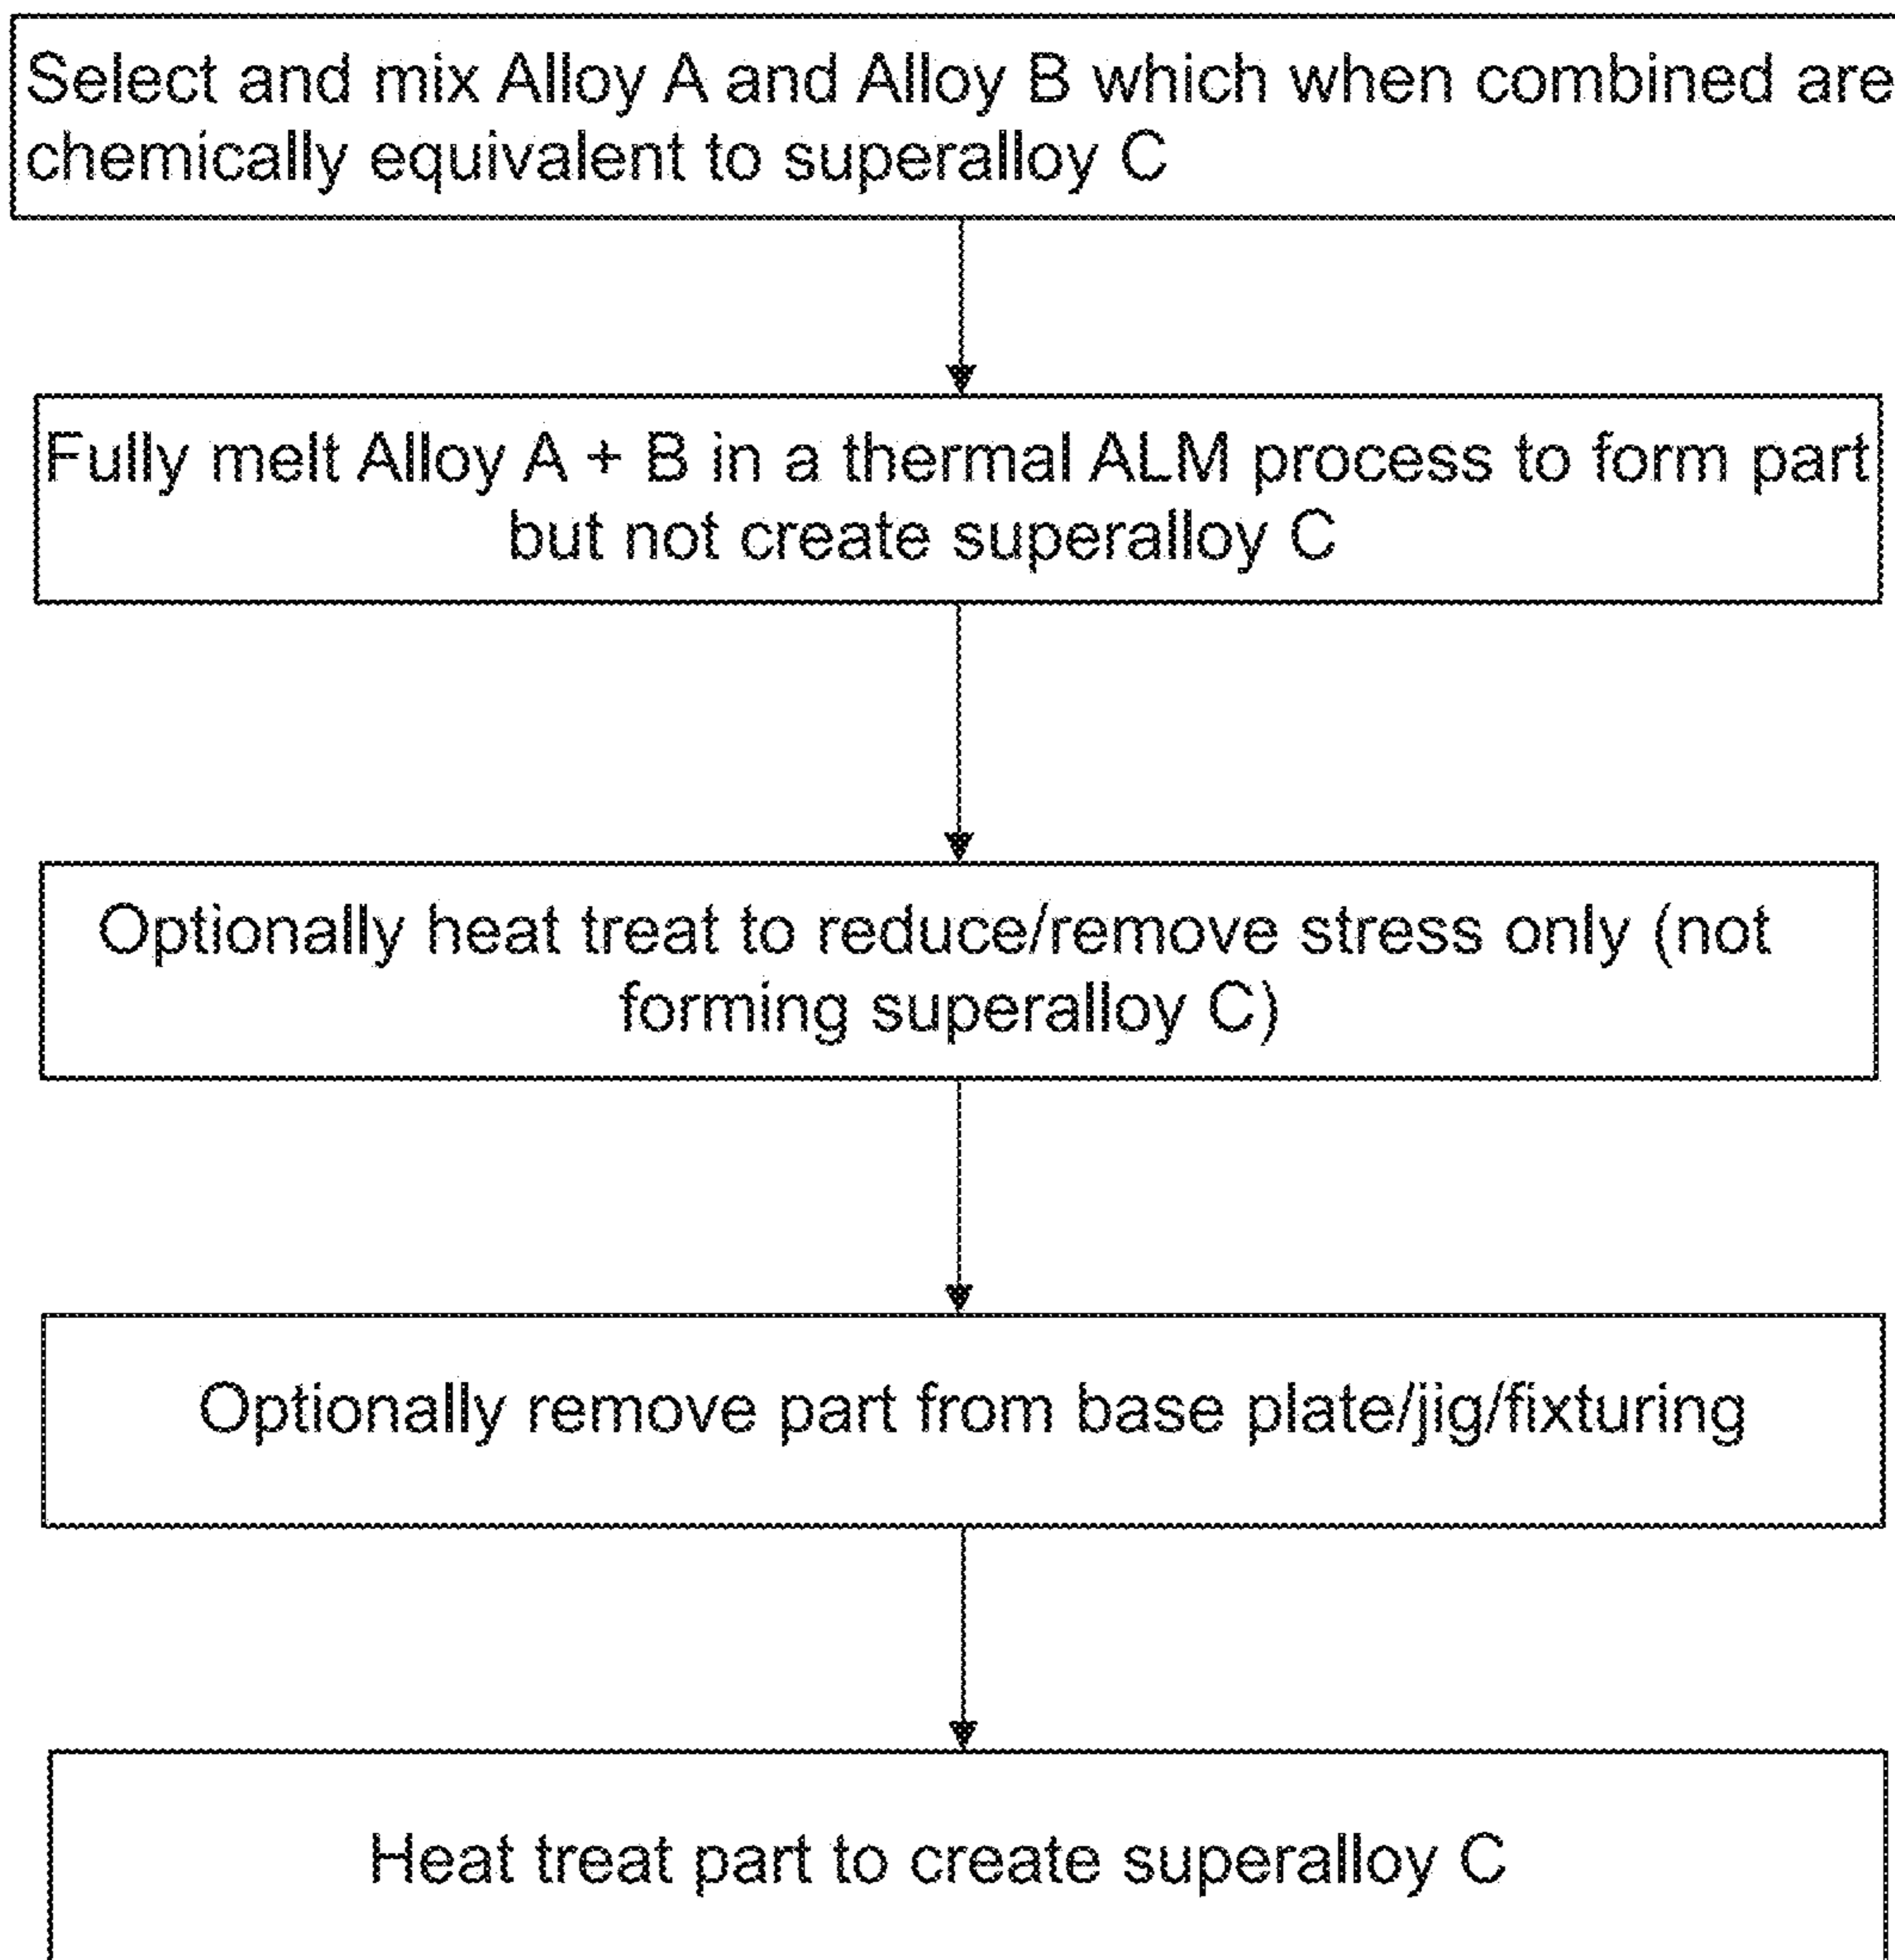 Select and mix Alloy A and Alloy B which when combined are
chemically equivalent to superalloy C
Fully melt Alloy A + B in a thermal ALM process to form part
but not create superalloy C
Optionally heat treat to reduce/remove stress only (not
forming superalloy C)
Optionally remove part from base plate/jig/fixturing
Heat treat part to create superalloy C